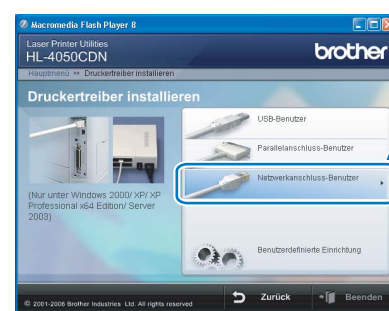 Macromedia Flash Player 8
Laser Printer Utilities
HL-4050CDN
brother
Hauptmenü ›› Druckertreiber installieren
Druckertreiber installieren
USB-Benutzer
Parallelanschluss-Benutzer
Netzwerkanschluss-Benutzer
(Nur unter Windows 2000/ XP/ XP
Professional x64 Edition/ Server
2003)
Benutzerdefinierte Einrichtung
© 2001-2006 Brother Industries Ltd. All rights reserved
Zurück
Beenden